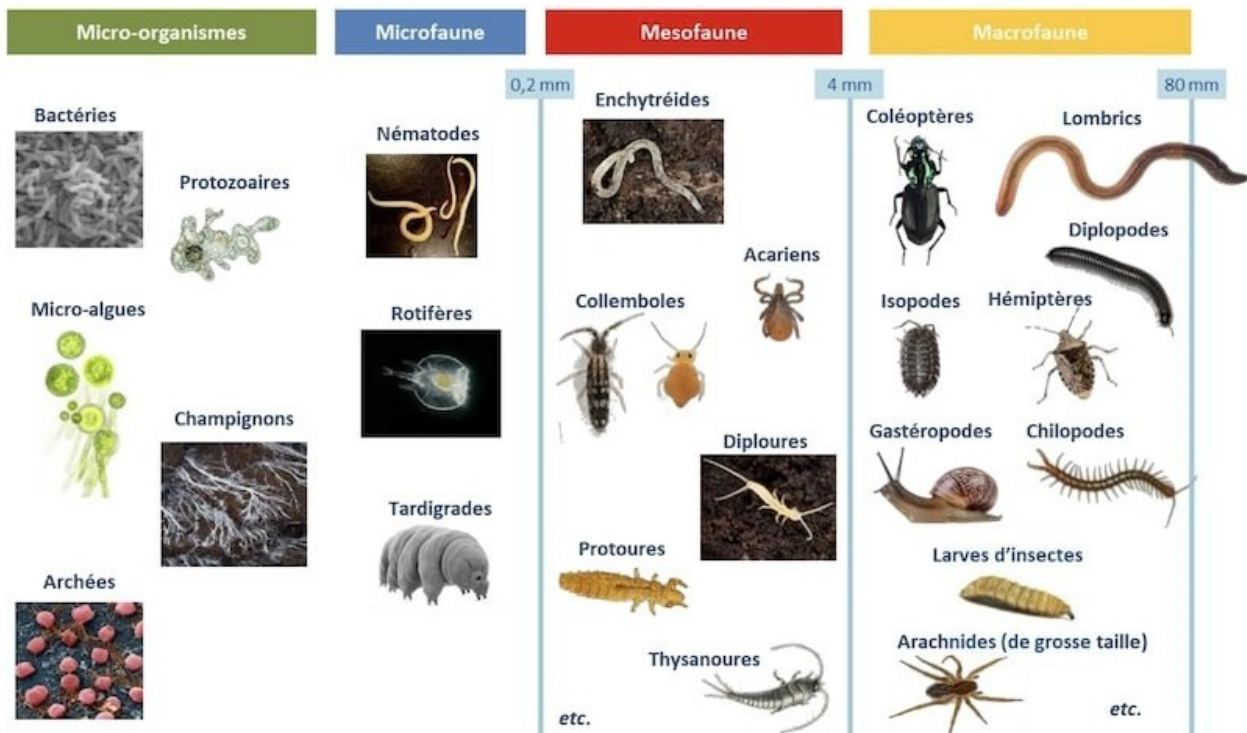 Micro-organismes
Microfaune
Mesofaune
Macrofaune
0,2 mm
4 mm
80 mm
Bactéries
Protozoaires
Micro-algues
Champignons
Archées
Nématodes
Rotifères
Tardigrades
Enchytréides
Acariens
Collemboles
Diploures
Protoures
Thysanoures
etc.
Coléoptères
Lombrics
Diplopodes
Isopodes
Hémiptères
Gastéropodes
Chilopodes
Larves d'insectes
Arachnides (de grosse taille)
etc.